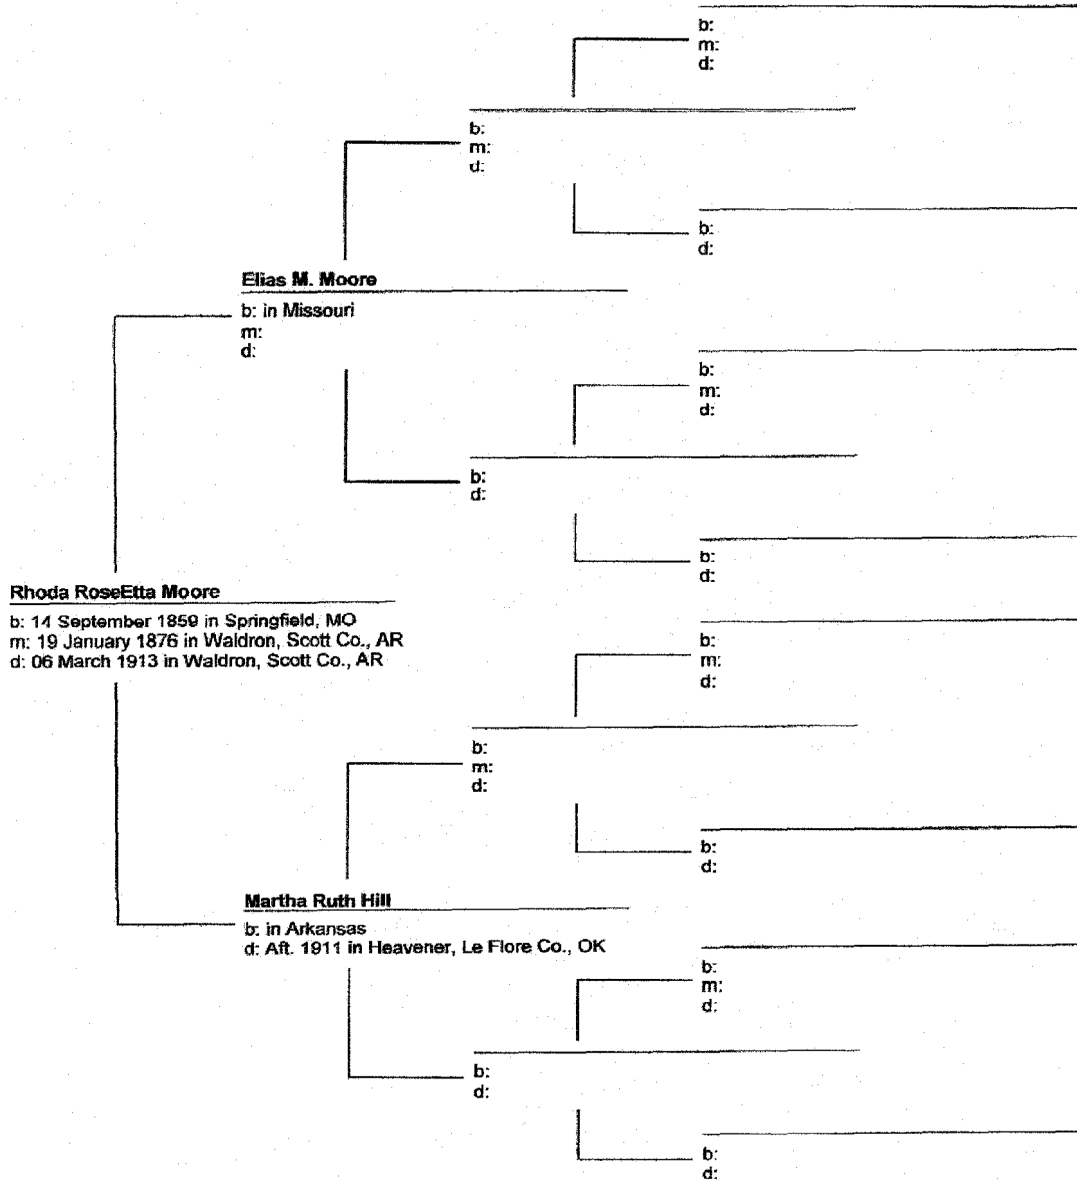 b:
m:
d:
b:
m:
d:
b:
d:
Elias M. Moore
b: in Missouri
m:
d:
b:
m:
d:
b:
d:
b:
d:
Rhoda RoseEtta Moore
b: 14 September 1859 in Springfield, MO
m: 19 January 1876 in Waldron, Scott Co., AR
d: 06 March 1913 in Waldron, Scott Co., AR
b:
m:
d:
b:
m:
d:
b:
d:
Martha Ruth Hill
b: in Arkansas
d: Aft. 1911 in Heavener, Le Flore Co., OK
b:
m:
d:
b:
d:
b:
d: